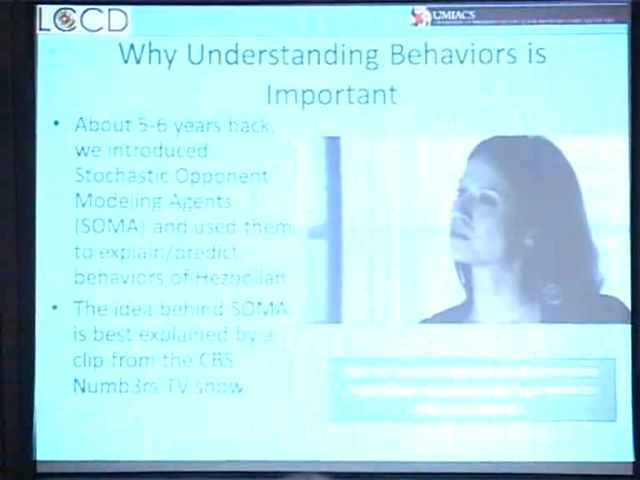 LCCD
UMIACS
Why Understanding Behaviors is
Important
• About 5-6 years back,
we introduced
Stochastic Opponent
Modeling Agents
(SOMA) and used them
to explain/predict
behaviors of Hezbollah
• The idea behind SOMA
is best explained by a
clip from the CBS
Numb3rs TV show.